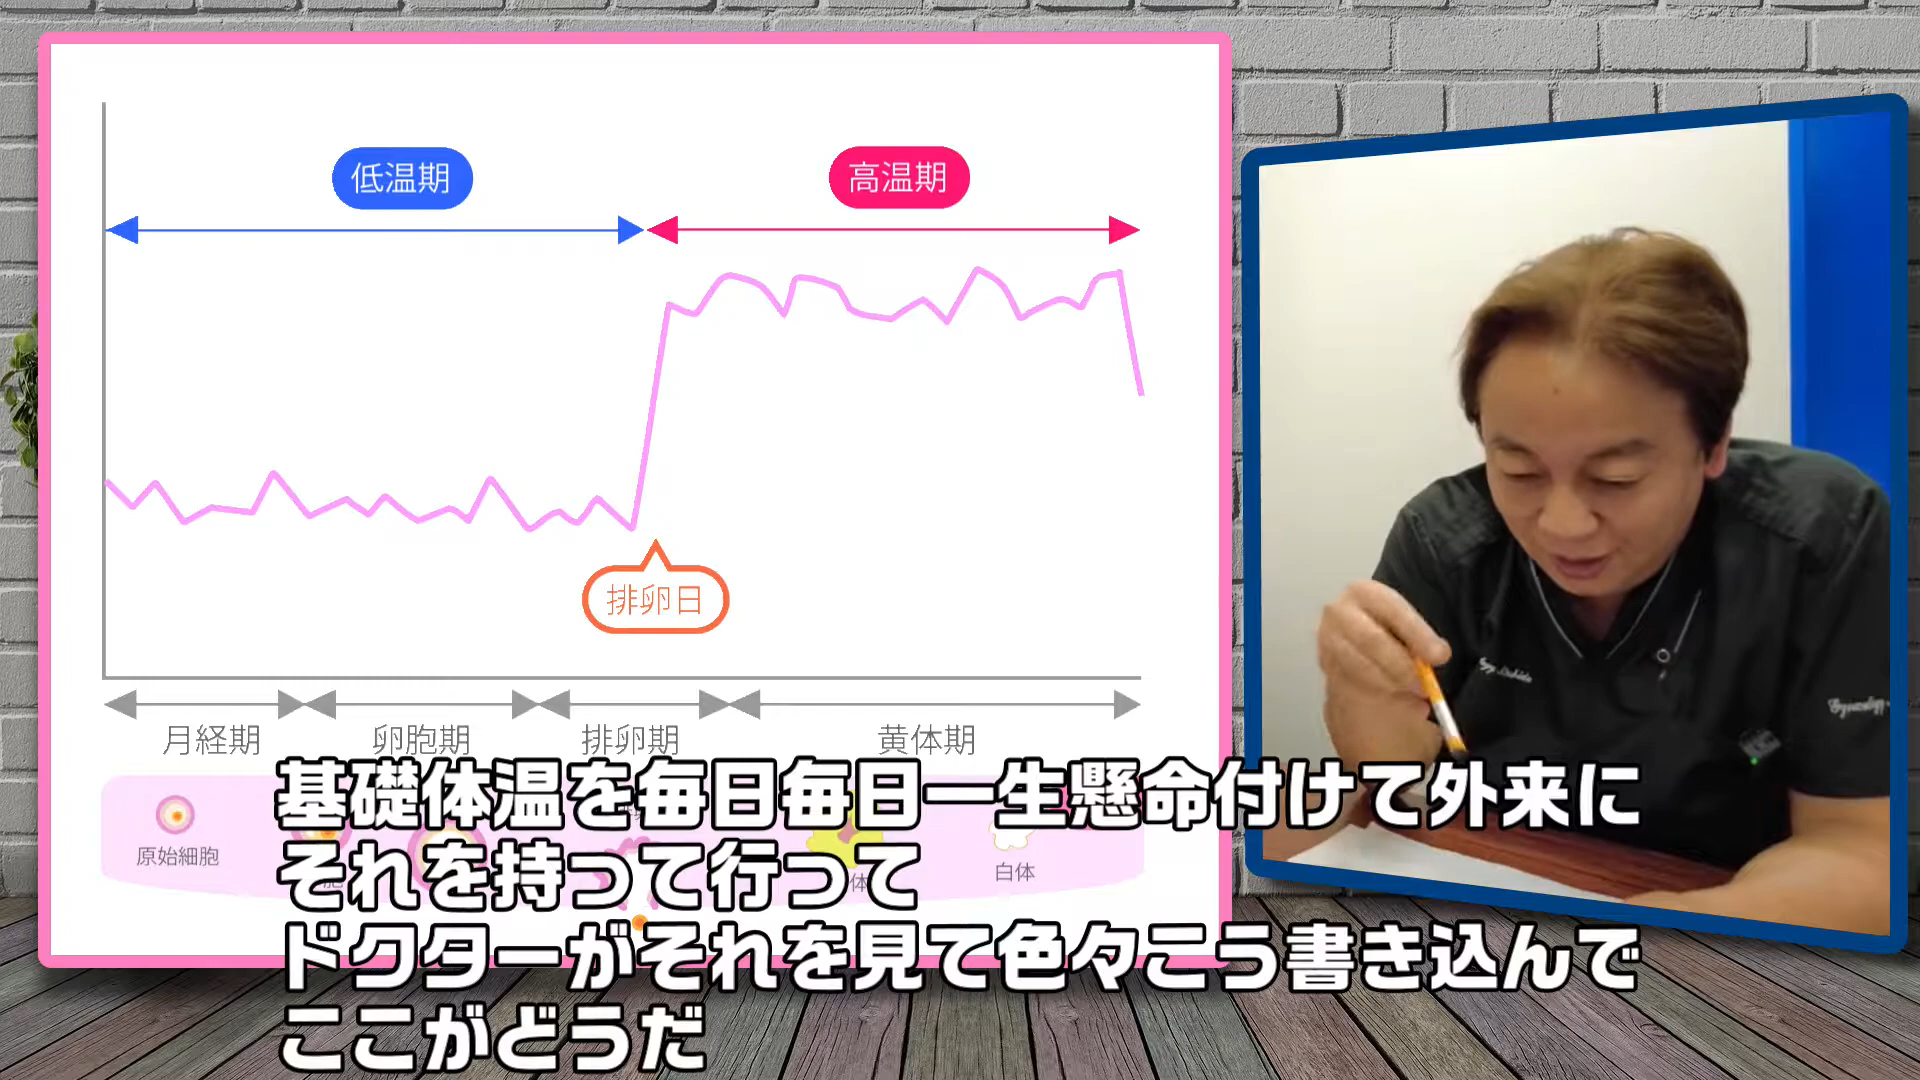 低温期
高温期
排卵日
月経期
卵胞期
排卵期
黄体期
原始細胞
白体
基礎体温を毎日毎日一生懸命付けて外来に
それを持って行って
ドクターがそれを見て色々こう書き込んで
ここがどうだ